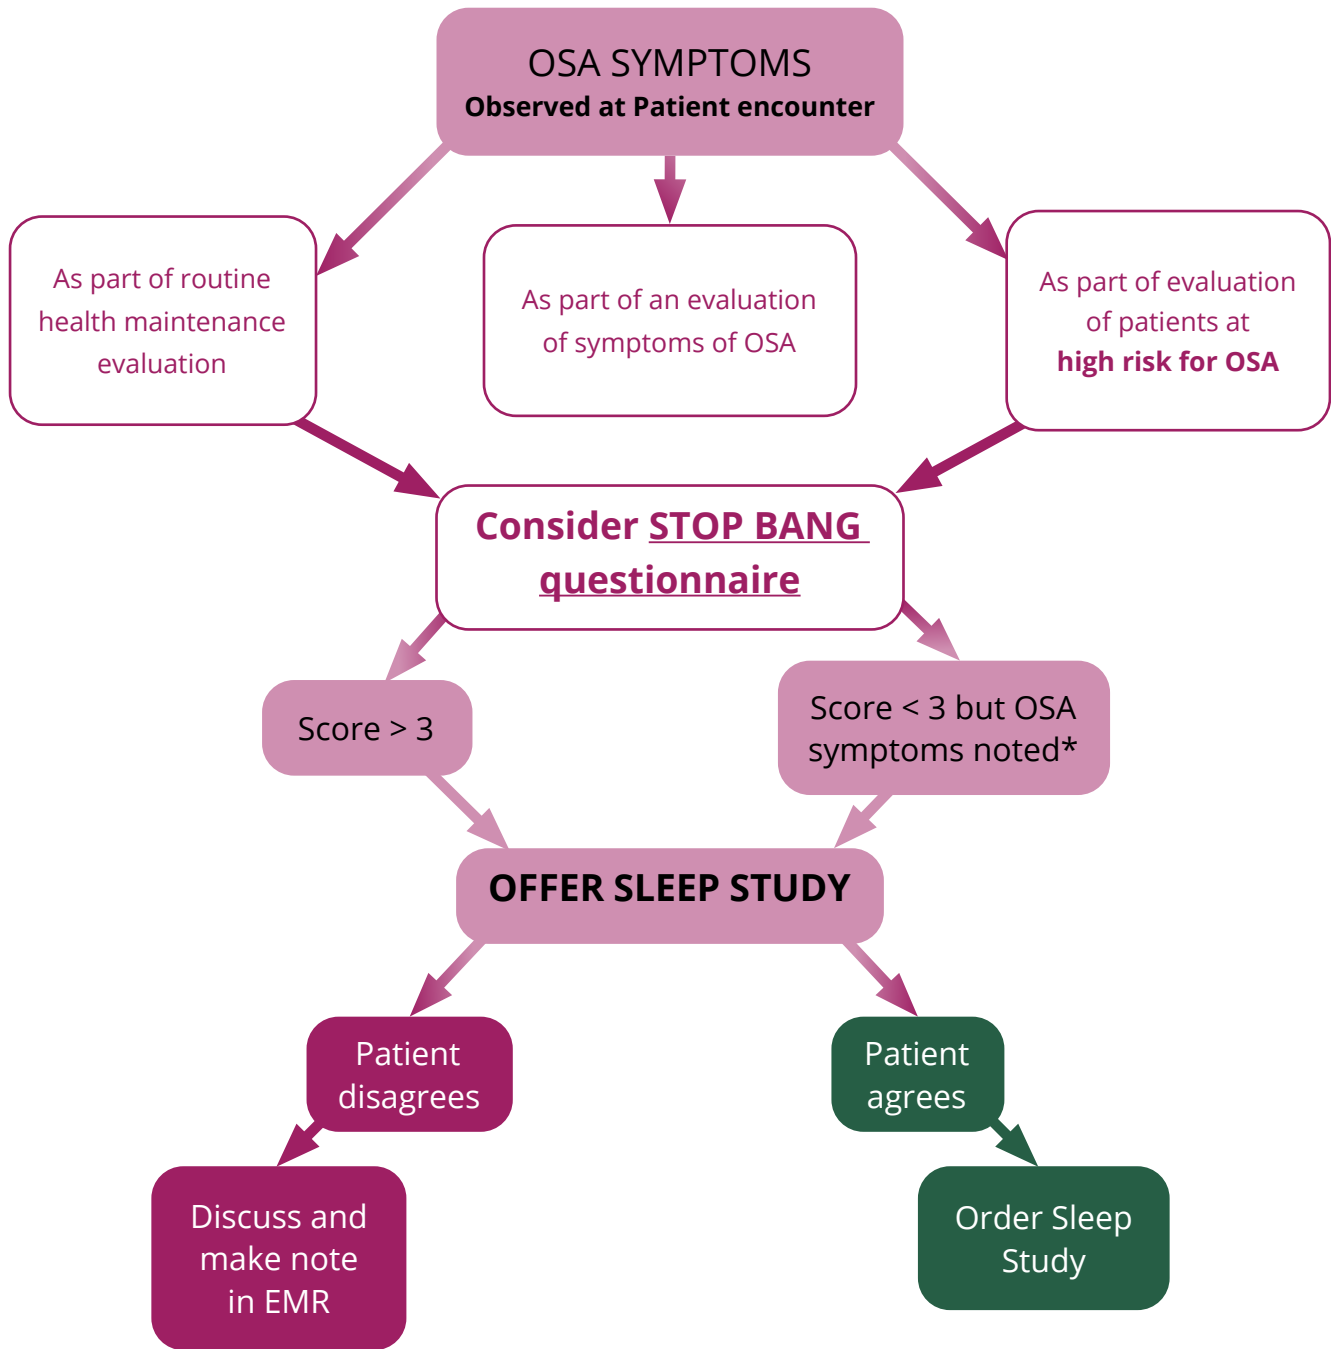 OSA SYMPTOMS
Observed at Patient encounter
As part of routine
health maintenance
evaluation
As part of an evaluation
of symptoms of OSA
As part of evaluation
of patients at
high risk for OSA
Consider STOP BANG
questionnaire
Score > 3
Score < 3 but OSA
symptoms noted*
OFFER SLEEP STUDY
Patient
disagrees
Patient
agrees
Discuss and
make note
in EMR
Order Sleep
Study